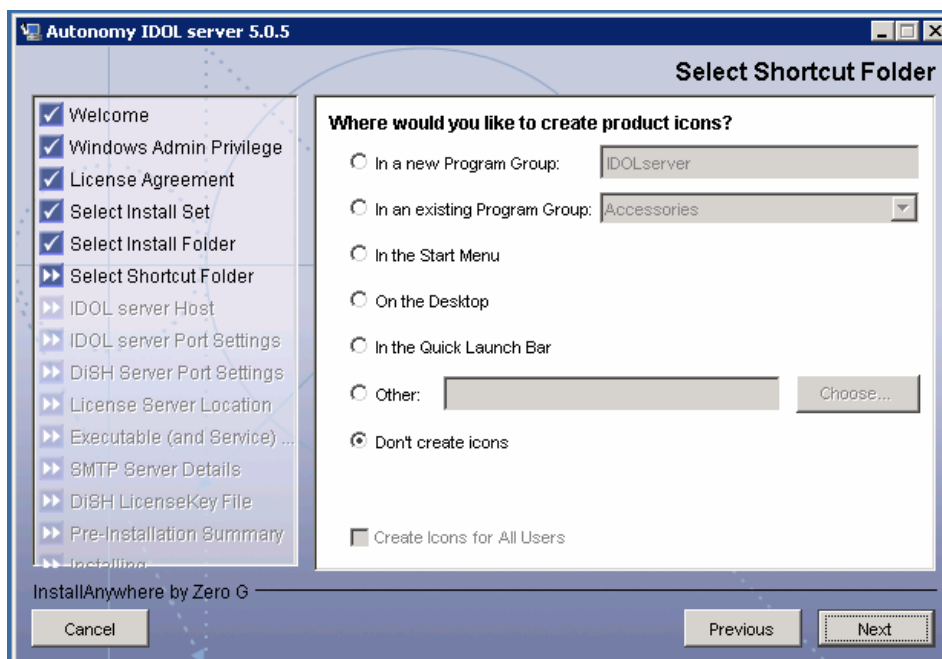 Autonomy IDOL server 5.0.5
Select Shortcut Folder
Welcome
Windows Admin Privilege
License Agreement
Select Install Set
Select Install Folder
Select Shortcut Folder
IDOL server Host
IDOL server Port Settings
DiSH Server Port Settings
License Server Location
Executable (and Service) ...
SMTP Server Details
DiSH LicenseKey File
Pre-Installation Summary
Installing
Where would you like to create product icons?
In a new Program Group: IDOLserver
In an existing Program Group: Accessories
In the Start Menu
On the Desktop
In the Quick Launch Bar
Other: Choose...
Don't create icons
Create Icons for All Users
InstallAnywhere by Zero G
Cancel Previous Next